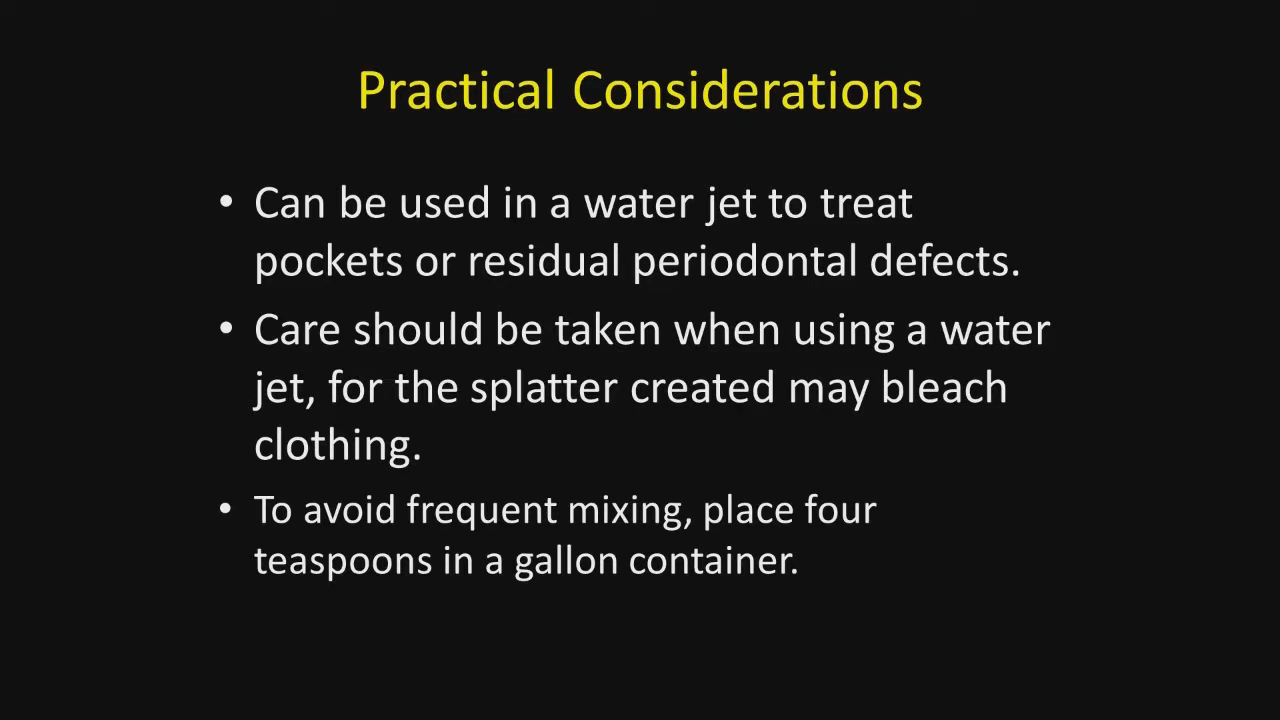 Practical Considerations
• Can be used in a water jet to treat
pockets or residual periodontal defects.
• Care should be taken when using a water
jet, for the splatter created may bleach
clothing.
• To avoid frequent mixing, place four
teaspoons in a gallon container.